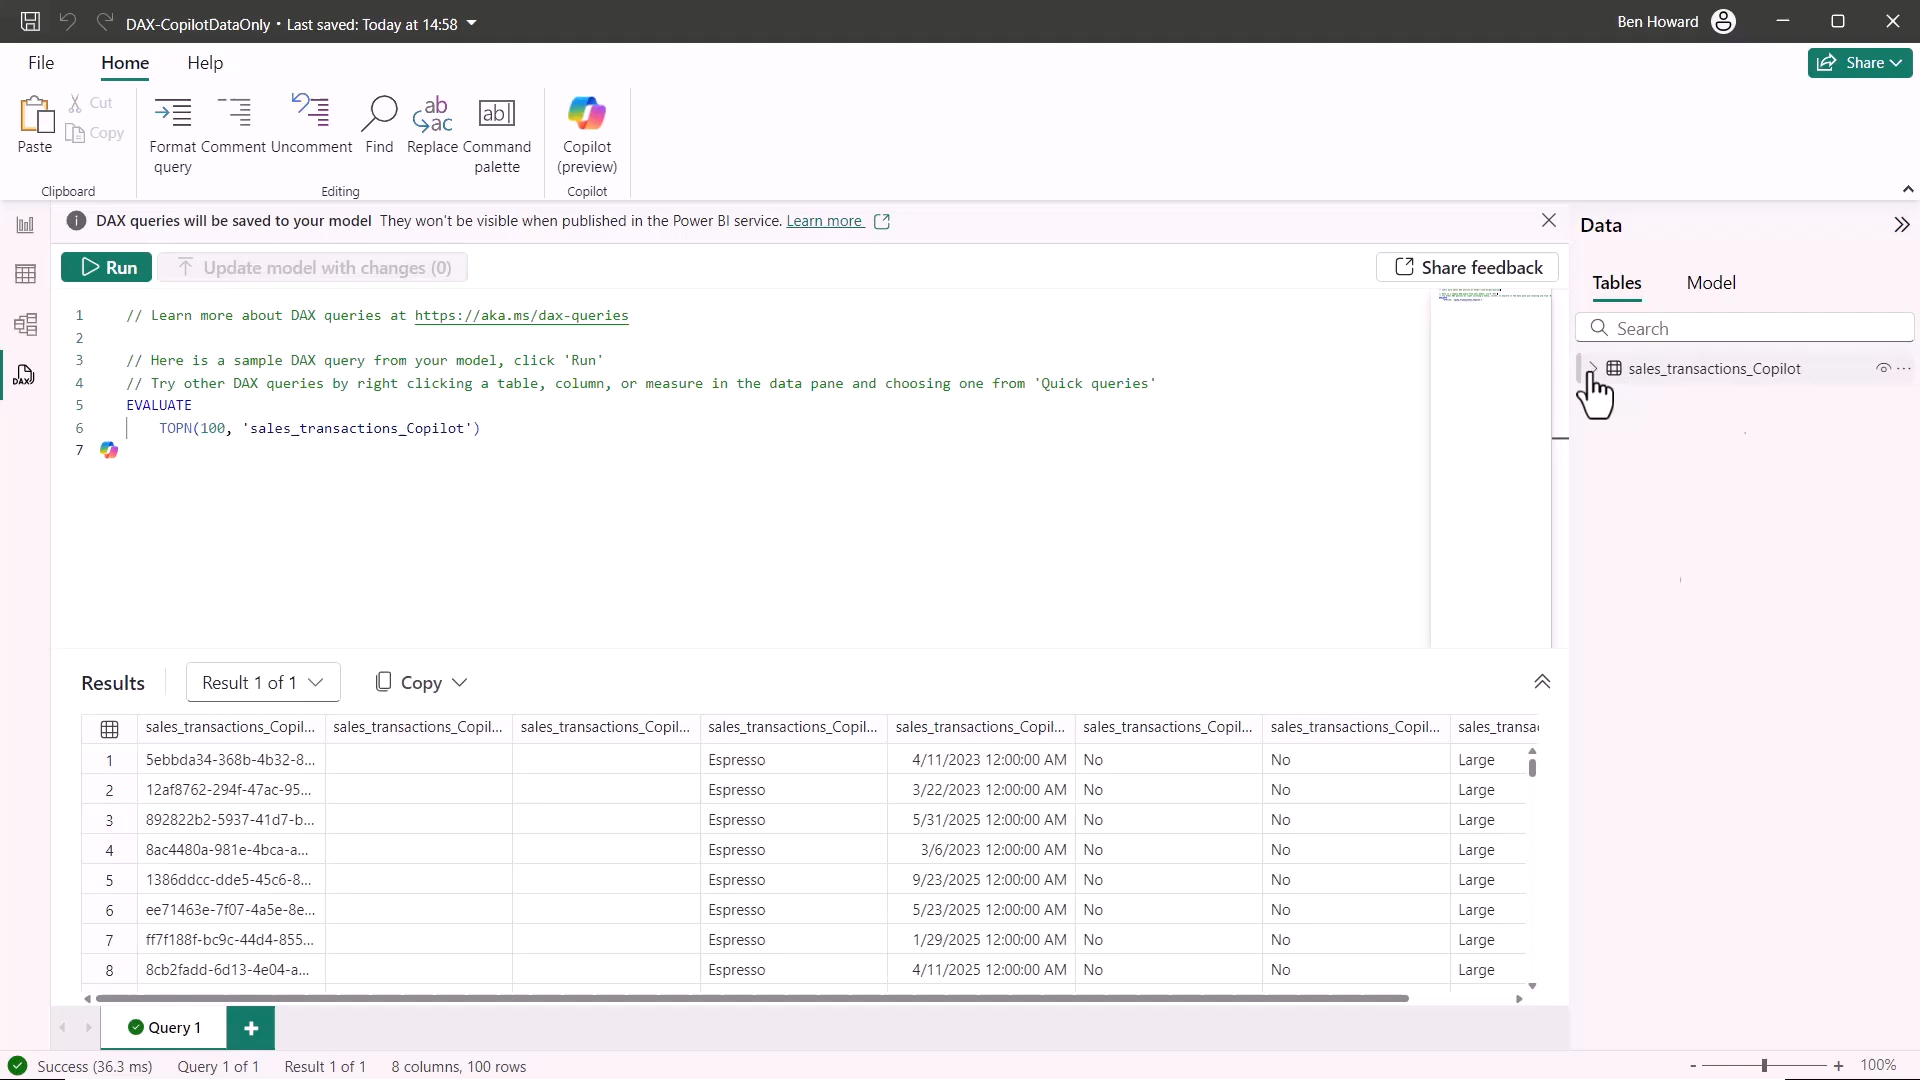 DAX-CopilotDataOnly • Last saved: Today at 14:58
Ben Howard
File Home Help
Share
Paste
Cut
Copy
Format query
Comment
Uncomment
Find
Replace
Command palette
Copilot (preview)
Clipboard
Editing
Copilot
DAX queries will be saved to your model They won't be visible when published in the Power BI service. Learn more
Run
Update model with changes (0)
Share feedback
1 // Learn more about DAX queries at https://aka.ms/dax-queries
2
3 // Here is a sample DAX query from your model, click 'Run'
4 // Try other DAX queries by right clicking a table, column, or measure in the data pane and choosing one from 'Quick queries'
5 EVALUATE
6 TOPN(100, 'sales_transactions_Copilot')
7
Data
Tables Model
Search
sales_transactions_Copilot
DAX
Results
Result 1 of 1
Copy
sales_transactions_Copil... sales_transactions_Copil... sales_transactions_Copil... sales_transactions_Copil... sales_transactions_Copil... sales_transactions_Copil... sales_transactions_Copil... sales_transa
1 5ebbda34-368b-4b32-8... Espresso 4/11/2023 12:00:00 AM No No Large
2 12af8762-294f-47ac-95... Espresso 3/22/2023 12:00:00 AM No No Large
3 892822b2-5937-41d7-b... Espresso 5/31/2025 12:00:00 AM No No Large
4 8ac4480a-981e-4bca-a... Espresso 3/6/2023 12:00:00 AM No No Large
5 1386ddcc-dde5-45c6-8... Espresso 9/23/2025 12:00:00 AM No No Large
6 ee71463e-7f07-4a5e-8e... Espresso 5/23/2025 12:00:00 AM No No Large
7 ff7f188f-bc9c-44d4-855... Espresso 1/29/2025 12:00:00 AM No No Large
8 8cb2fadd-6d13-4e04-a... Espresso 4/11/2025 12:00:00 AM No No Large
Query 1
Success (36.3 ms) Query 1 of 1 Result 1 of 1 8 columns, 100 rows
- + 100%